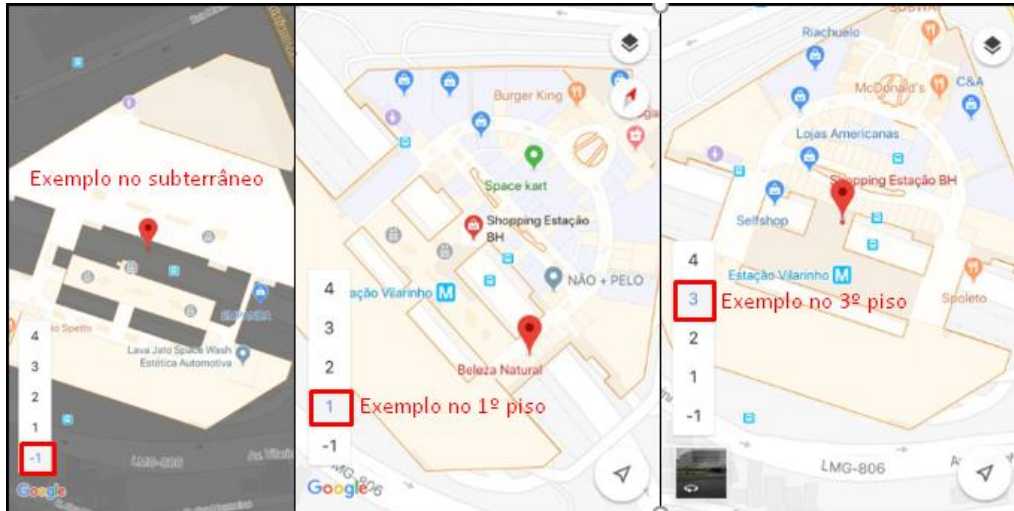 Exemplo no subterrâneo
4
3
2
1
-1
Lava Jato Space Wash
Estética Automotiva
LMG-806
Google
Burger King
Space kart
Shopping Estação
BH
NÃO + PELO
ação Vilarinho M
Beleza Natural
4
3
2
1
Exemplo no 1º piso
-1
LMG-806
Google
SUBWAY
Riachuelo
McDonald's
C&A
Lojas Americanas
Shopping Estação BH
Selfshop
Estação Vilarinho M
Spoleto
4
3
Exemplo no 3º piso
2
1
-1
LMG-806